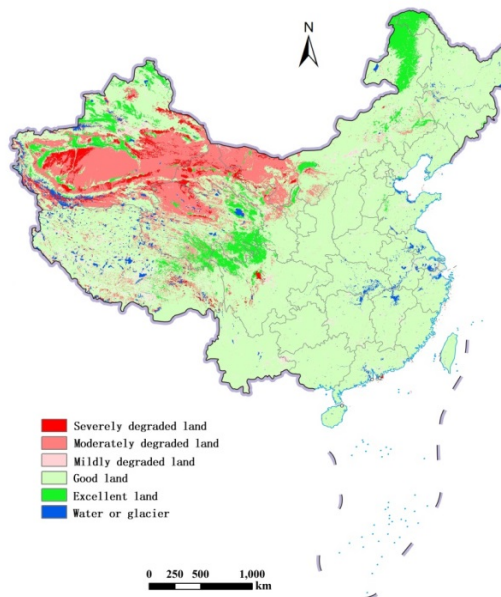 N
Severely degraded land
Moderately degraded land
Mildly degraded land
Good land
Excellent land
Water or glacier
0 250 500 1,000
km